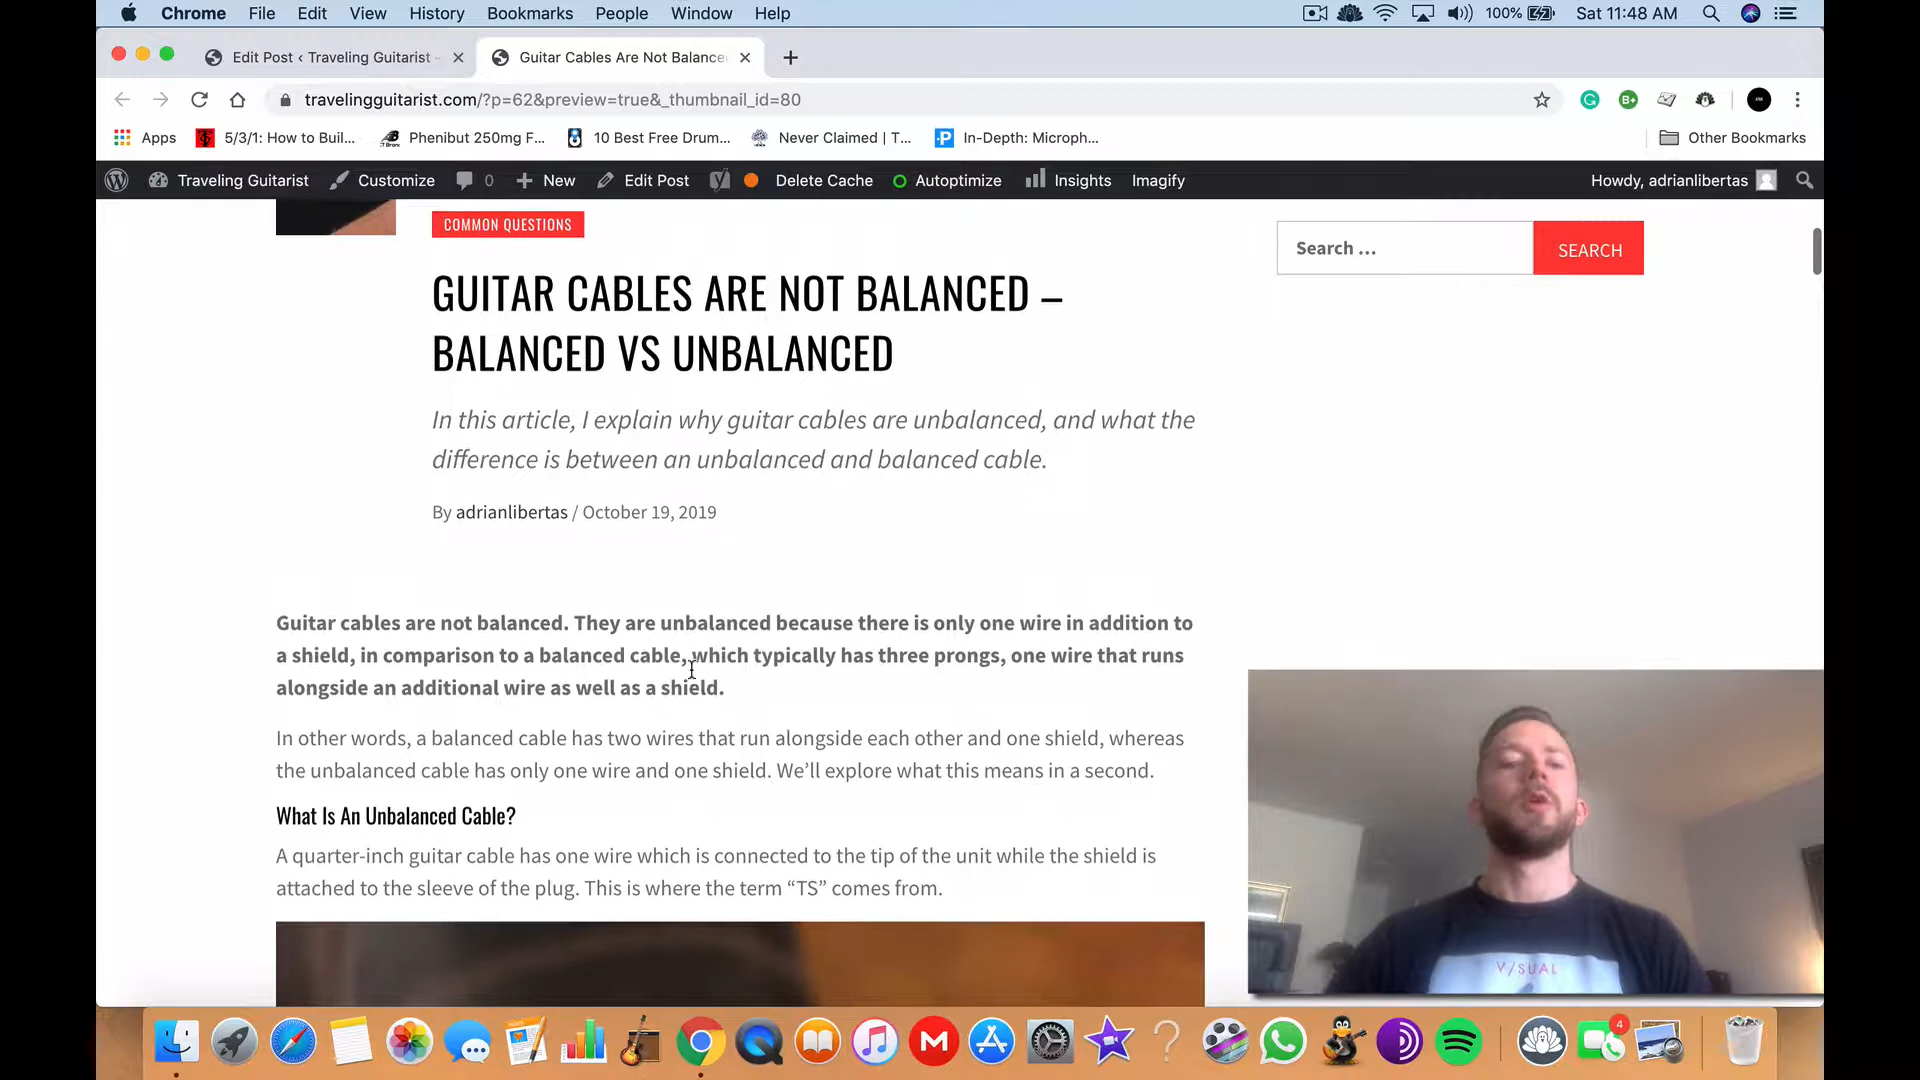 Chrome File Edit View History Bookmarks People Window Help 100% Sat 11:48 AM
Edit Post ‹ Traveling Guitarist - Guitar Cables Are Not Balance
travelingguitarist.com/?p=62&preview=true&_thumbnail_id=80
Apps 5/3/1: How to Buil... Phenibut 250mg F... 10 Best Free Drum... Never Claimed | T... In-Depth: Microph... Other Bookmarks
Traveling Guitarist Customize 0 New Edit Post Delete Cache Autoptimize Insights Imagify Howdy, adrianlibertas
COMMON QUESTIONS
Search ... SEARCH
GUITAR CABLES ARE NOT BALANCED –
BALANCED VS UNBALANCED
In this article, I explain why guitar cables are unbalanced, and what the
difference is between an unbalanced and balanced cable.
By adrianlibertas / October 19, 2019
Guitar cables are not balanced. They are unbalanced because there is only one wire in addition to
a shield, in comparison to a balanced cable, which typically has three prongs, one wire that runs
alongside an additional wire as well as a shield.
In other words, a balanced cable has two wires that run alongside each other and one shield, whereas
the unbalanced cable has only one wire and one shield. We'll explore what this means in a second.
What Is An Unbalanced Cable?
A quarter-inch guitar cable has one wire which is connected to the tip of the unit while the shield is
attached to the sleeve of the plug. This is where the term “TS” comes from.
V/SUAL
4